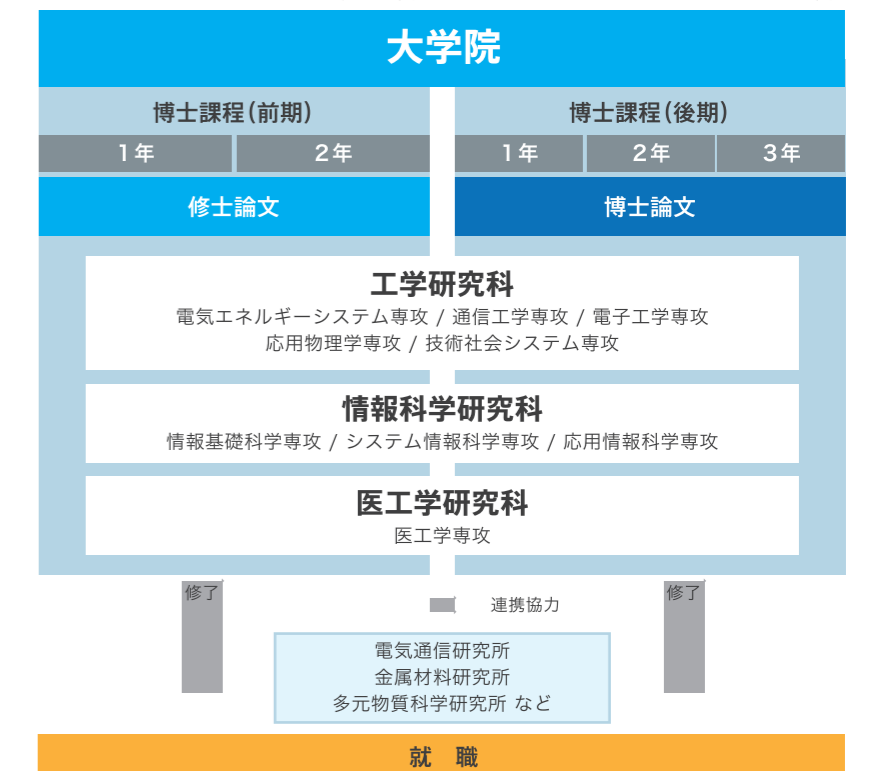 大学院
博士課程（前期）
博士課程（後期）
1年
2年
1年
2年
3年
修士論文
博士論文
工学研究科
電気エネルギーシステム専攻 / 通信工学専攻 / 電子工学専攻
応用物理学専攻 / 技術社会システム専攻
情報科学研究科
情報基礎科学専攻 / システム情報科学専攻 / 応用情報科学専攻
医工学研究科
医工学専攻
修了
連携協力
修了
電気通信研究所
金属材料研究所
多元物質科学研究所 など
就　職